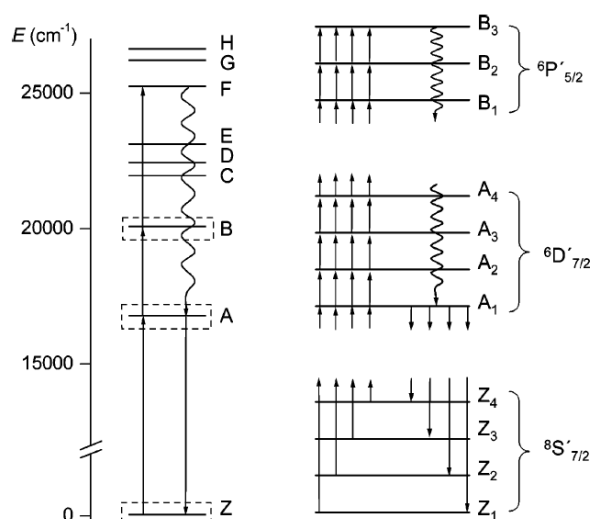 E (cm⁻¹)
H
G
F
25000
E
D
C
20000
B
A
15000
Z
0
B₃
B₂
B₁
⁶P´₅/₂
A₄
A₃
A₂
A₁
⁶D´₇/₂
Z₄
Z₃
Z₂
Z₁
⁸S´₇/₂